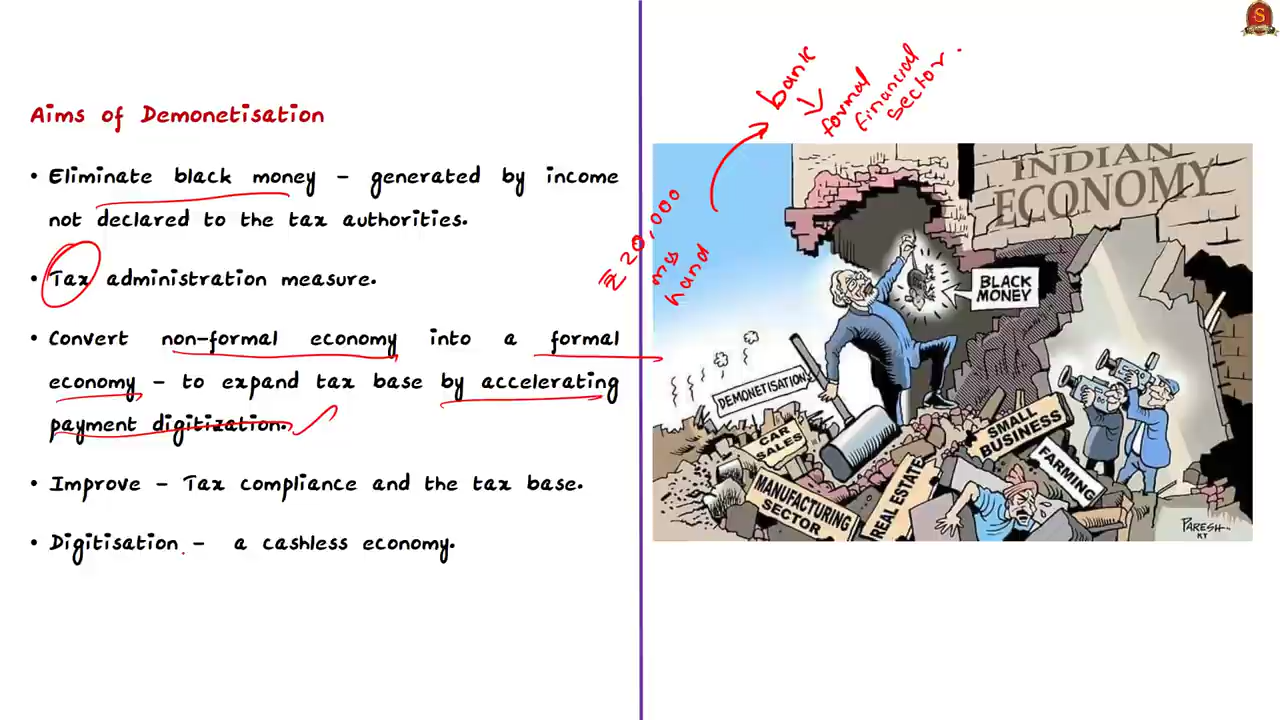 Aims of Demonetisation
• Eliminate black money – generated by income
not declared to the tax authorities.
• Tax administration measure.
• Convert non-formal economy into a formal
economy – to expand tax base by accelerating
payment digitization.
• Improve – Tax compliance and the tax base.
• Digitisation – a cashless economy.
bank
formal
financial
sector.
₹ 20,000
my
hand
INDIAN
ECONOMY
BLACK
MONEY
DEMONETISATION
CAR
SALES
SMALL
BUSINESS
FARMING
MANUFACTURING
SECTOR
REAL ESTATE
PARESH
KT
S